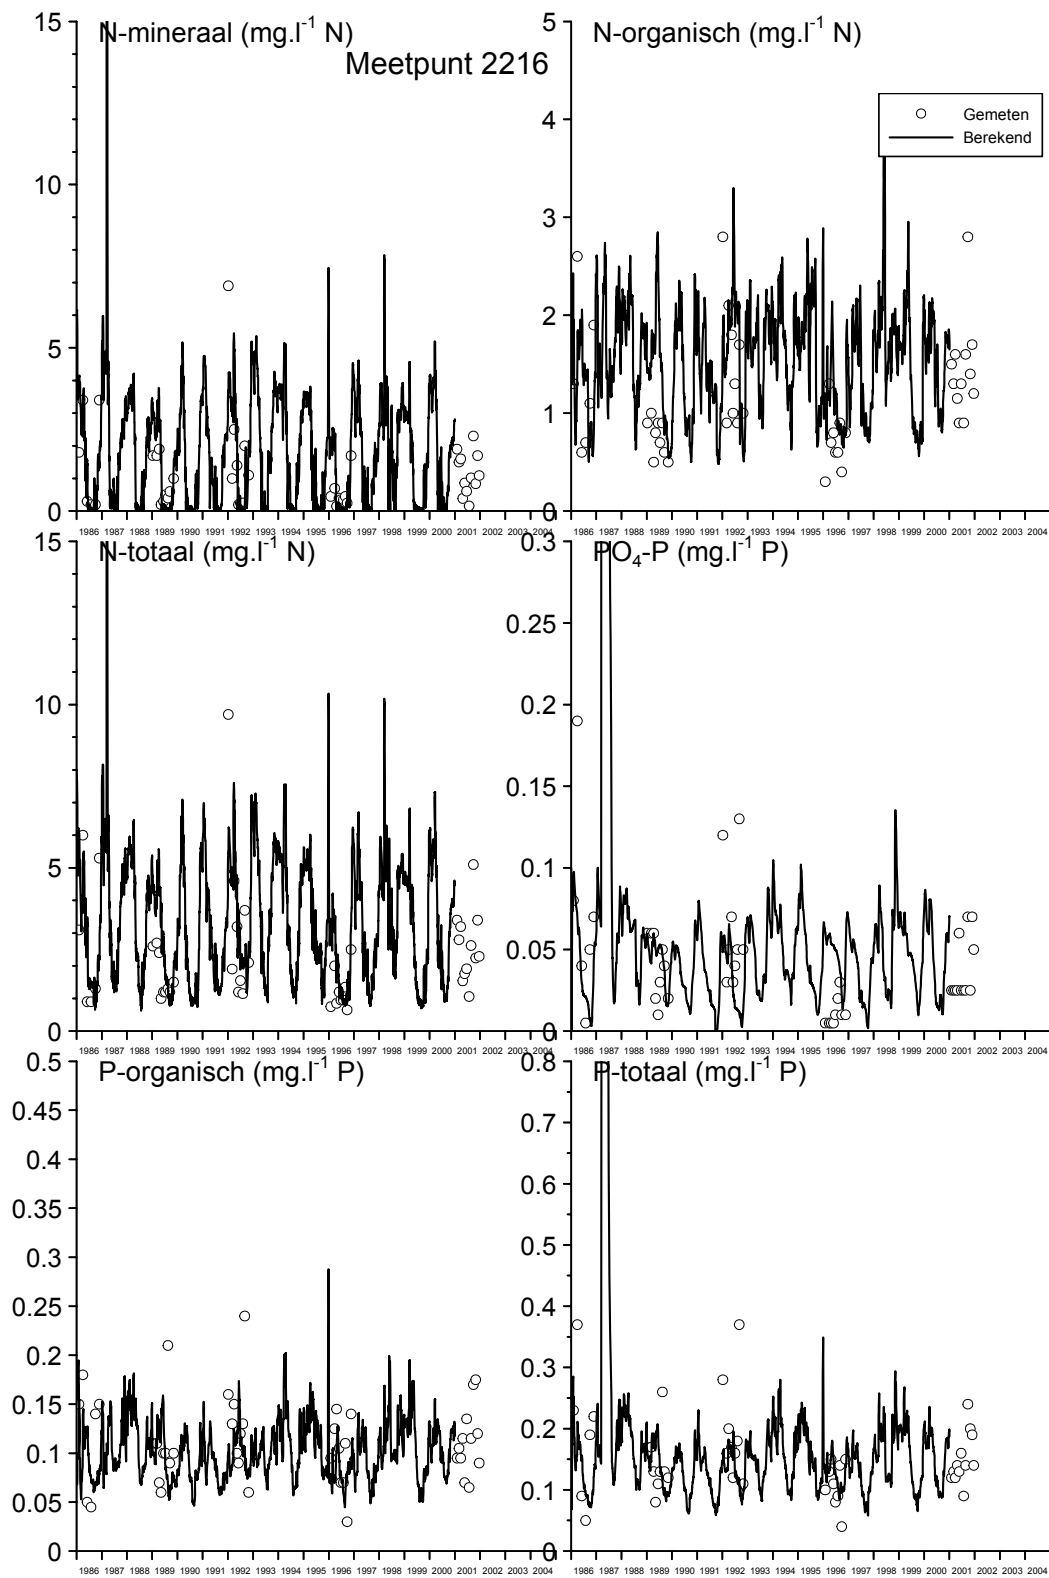 N-mineraal (mg.l-1 N)
N-organisch (mg.l-1 N)
Meetpunt 2216
Gemeten
Berekend
15
10
5
0
5
4
3
2
1
0
1986 1987 1988 1989 1990 1991 1992 1993 1994 1995 1996 1997 1998 1999 2000 2001 2002 2003 2004
1986 1987 1988 1989 1990 1991 1992 1993 1994 1995 1996 1997 1998 1999 2000 2001 2002 2003 2004
N-totaal (mg.l-1 N)
PO4-P (mg.l-1 P)
15
10
5
0
0.3
0.25
0.2
0.15
0.1
0.05
0
1986 1987 1988 1989 1990 1991 1992 1993 1994 1995 1996 1997 1998 1999 2000 2001 2002 2003 2004
1986 1987 1988 1989 1990 1991 1992 1993 1994 1995 1996 1997 1998 1999 2000 2001 2002 2003 2004
P-organisch (mg.l-1 P)
P-totaal (mg.l-1 P)
0.5
0.45
0.4
0.35
0.3
0.25
0.2
0.15
0.1
0.05
0
0.8
0.7
0.6
0.5
0.4
0.3
0.2
0.1
0
1986 1987 1988 1989 1990 1991 1992 1993 1994 1995 1996 1997 1998 1999 2000 2001 2002 2003 2004
1986 1987 1988 1989 1990 1991 1992 1993 1994 1995 1996 1997 1998 1999 2000 2001 2002 2003 2004